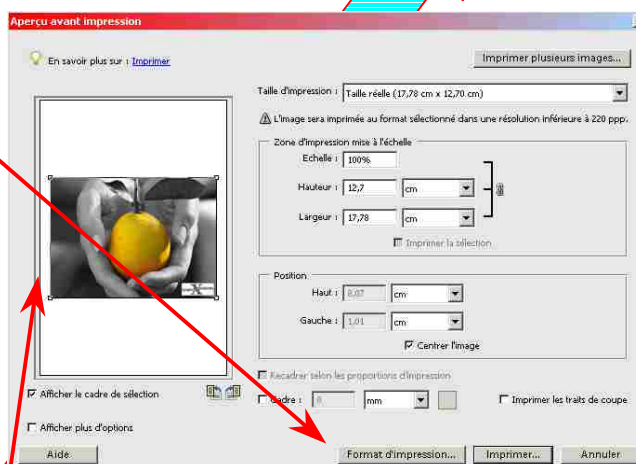 Aperçu avant impression
En savoir plus sur : Imprimer
Imprimer plusieurs images...
Taille d'impression : Taille réelle (17,78 cm x 12,70 cm)
L'image sera imprimée au format sélectionné dans une résolution inférieure à 220 ppp.
Zone d'impression mise à l'échelle
Echelle : 100%
Hauteur : 12,7 cm
Largeur : 17,78 cm
Imprimer la sélection
Position
Haut : 8,07 cm
Gauche : 1,01 cm
Centrer l'image
Recadrer selon les proportions d'impression
Afficher le cadre de sélection
Cadre : mm
Imprimer les traits de coupe
Afficher plus d'options
Aide
Format d'impression...
Imprimer...
Annuler